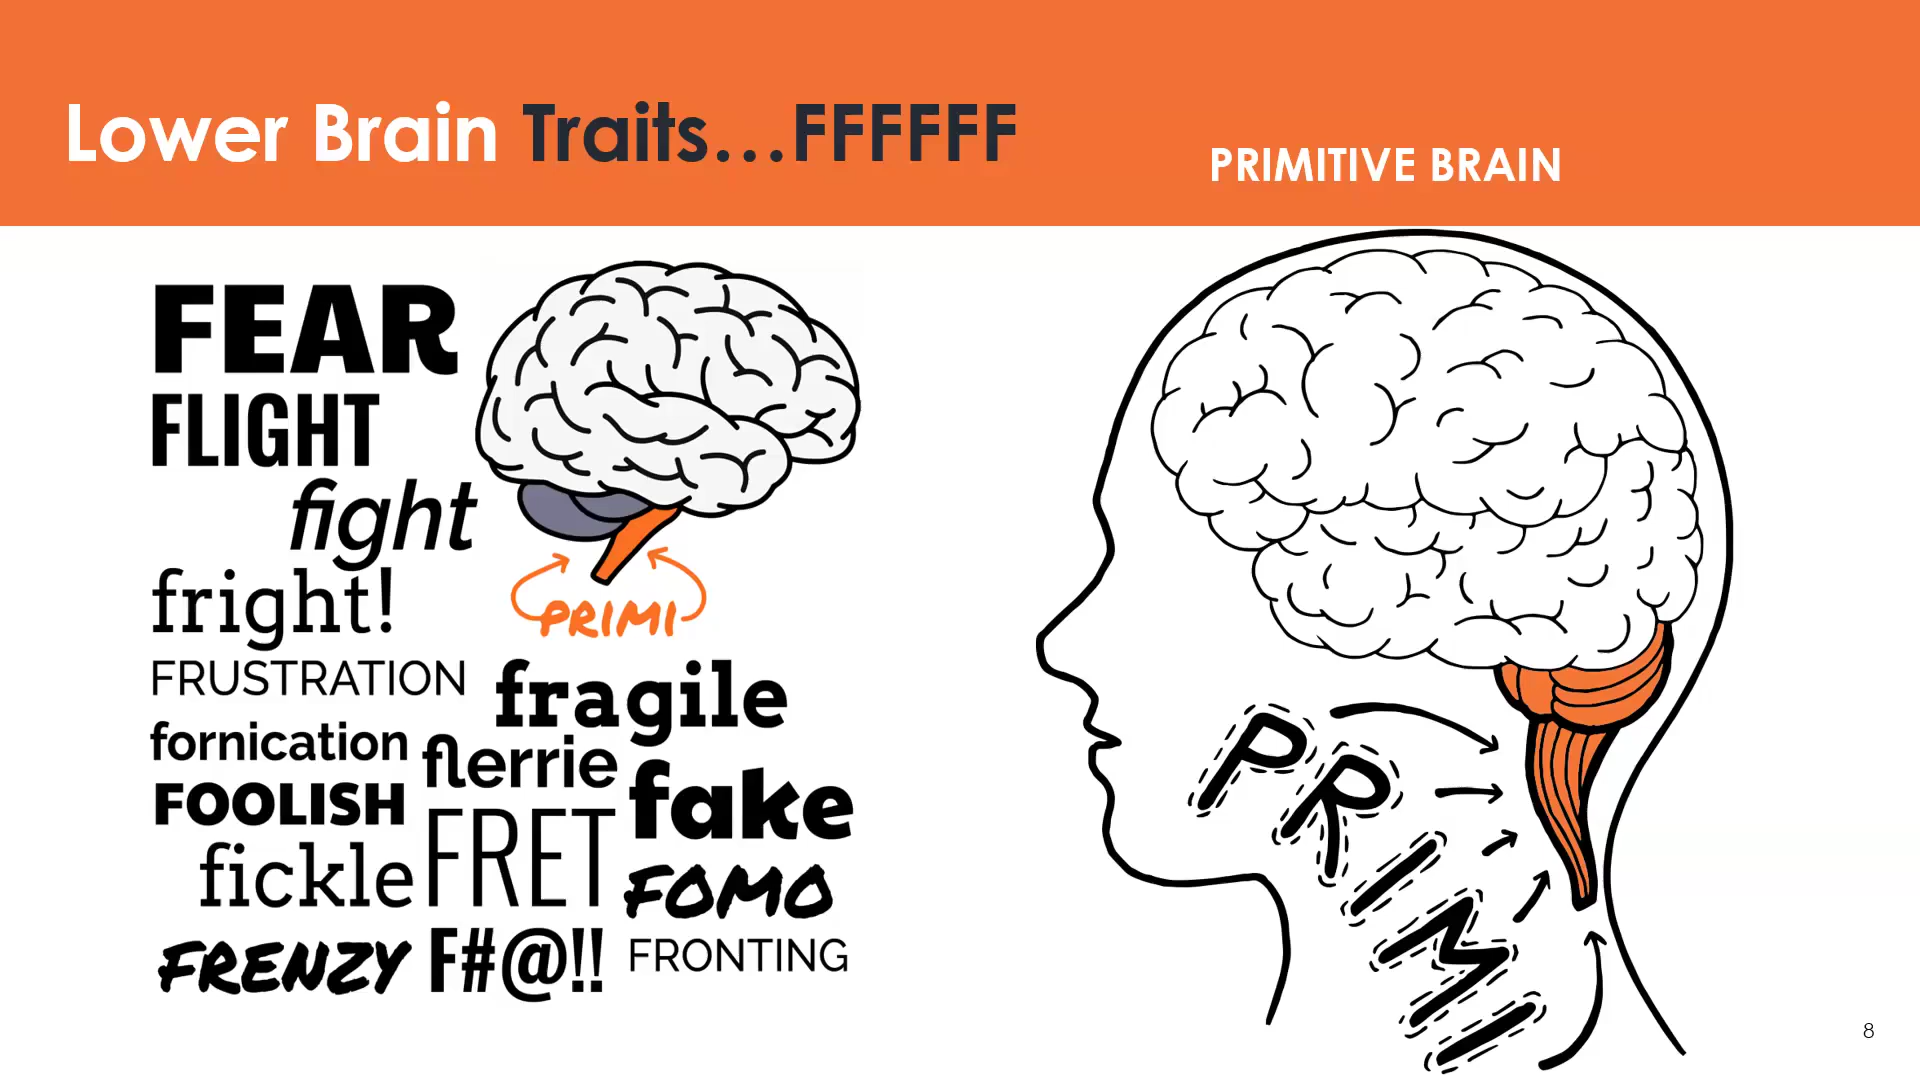 Lower Brain Traits...FFFFFF
PRIMITIVE BRAIN
FEAR
FLIGHT
fight
fright!
FRUSTRATION
fornication
FOOLISH
fickle
FRENZY
PRIMI
fragile
flerrie
FRET
F#@!!
fake
FOMO
FRONTING
PRIMI
8